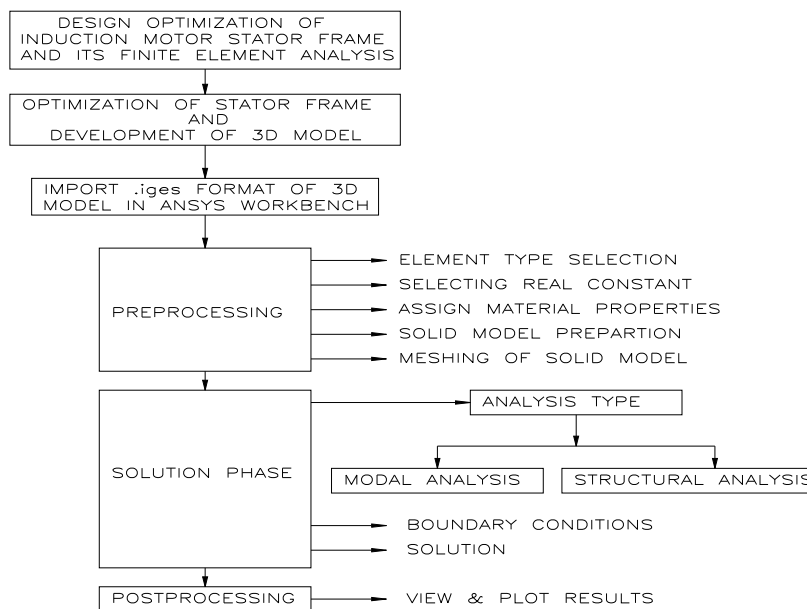 DESIGN OPTIMIZATION OF
INDUCTION MOTOR STATOR FRAME
AND ITS FINITE ELEMENT ANALYSIS
OPTIMIZATION OF STATOR FRAME
AND
DEVELOPMENT OF 3D MODEL
IMPORT .iges FORMAT OF 3D
MODEL IN ANSYS WORKBENCH
PREPROCESSING
ELEMENT TYPE SELECTION
SELECTING REAL CONSTANT
ASSIGN MATERIAL PROPERTIES
SOLID MODEL PREPARTION
MESHING OF SOLID MODEL
SOLUTION PHASE
ANALYSIS TYPE
MODAL ANALYSIS
STRUCTURAL ANALYSIS
BOUNDARY CONDITIONS
SOLUTION
POSTPROCESSING
VIEW & PLOT RESULTS